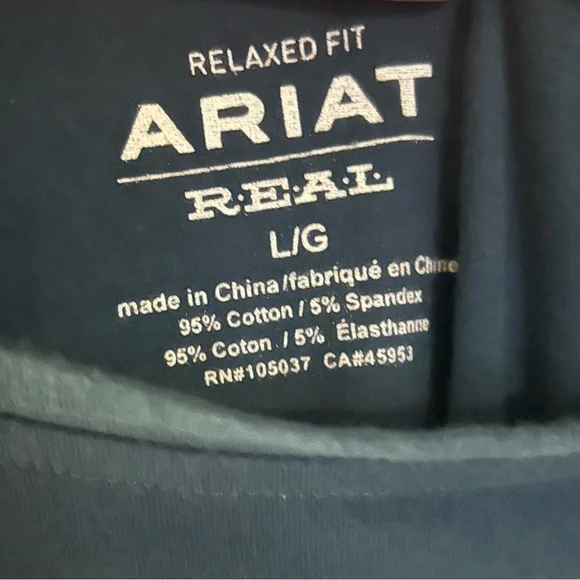 RELAXED FIT
ARIAT
R·E·A·L
L/G
made in China/fabriqué en Chine
95% Cotton / 5% Spandex
95% Coton / 5% Élasthanne
RN#105037 CA#45953